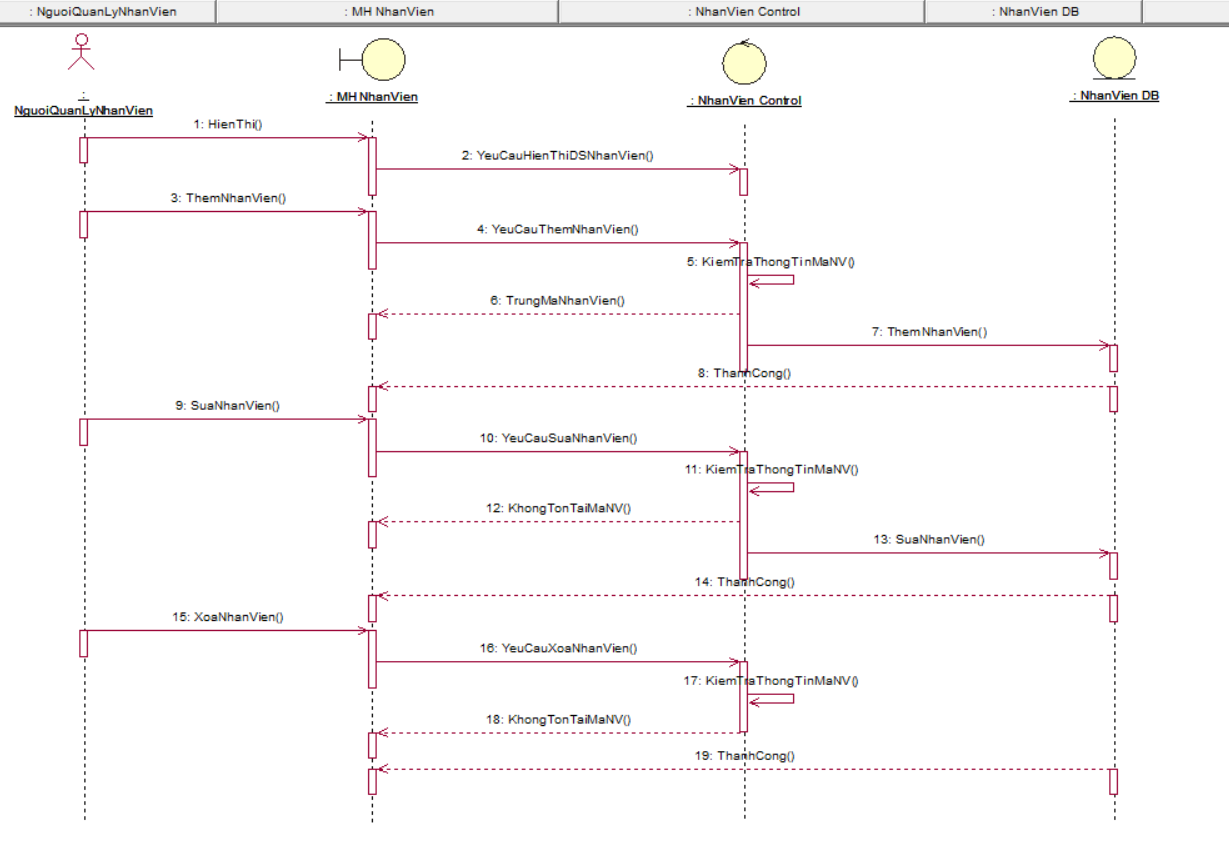 : NguoiQuanLyNhanVien
: MH NhanVien
: NhanVien Control
: NhanVien DB
:
NguoiQuanLyNhanVien
: MH NhanVien
: NhanVien Control
: NhanVien DB
1: HienThi()
2: YeuCauHienThiDSNhanVien()
3: ThemNhanVien()
4: YeuCauThemNhanVien()
5: KiemTraThongTinMaNV()
6: TrungMaNhanVien()
7: ThemNhanVien()
8: ThanhCong()
9: SuaNhanVien()
10: YeuCauSuaNhanVien()
11: KiemTraThongTinMaNV()
12: KhongTonTaiMaNV()
13: SuaNhanVien()
14: ThanhCong()
15: XoaNhanVien()
16: YeuCauXoaNhanVien()
17: KiemTraThongTinMaNV()
18: KhongTonTaiMaNV()
19: ThanhCong()